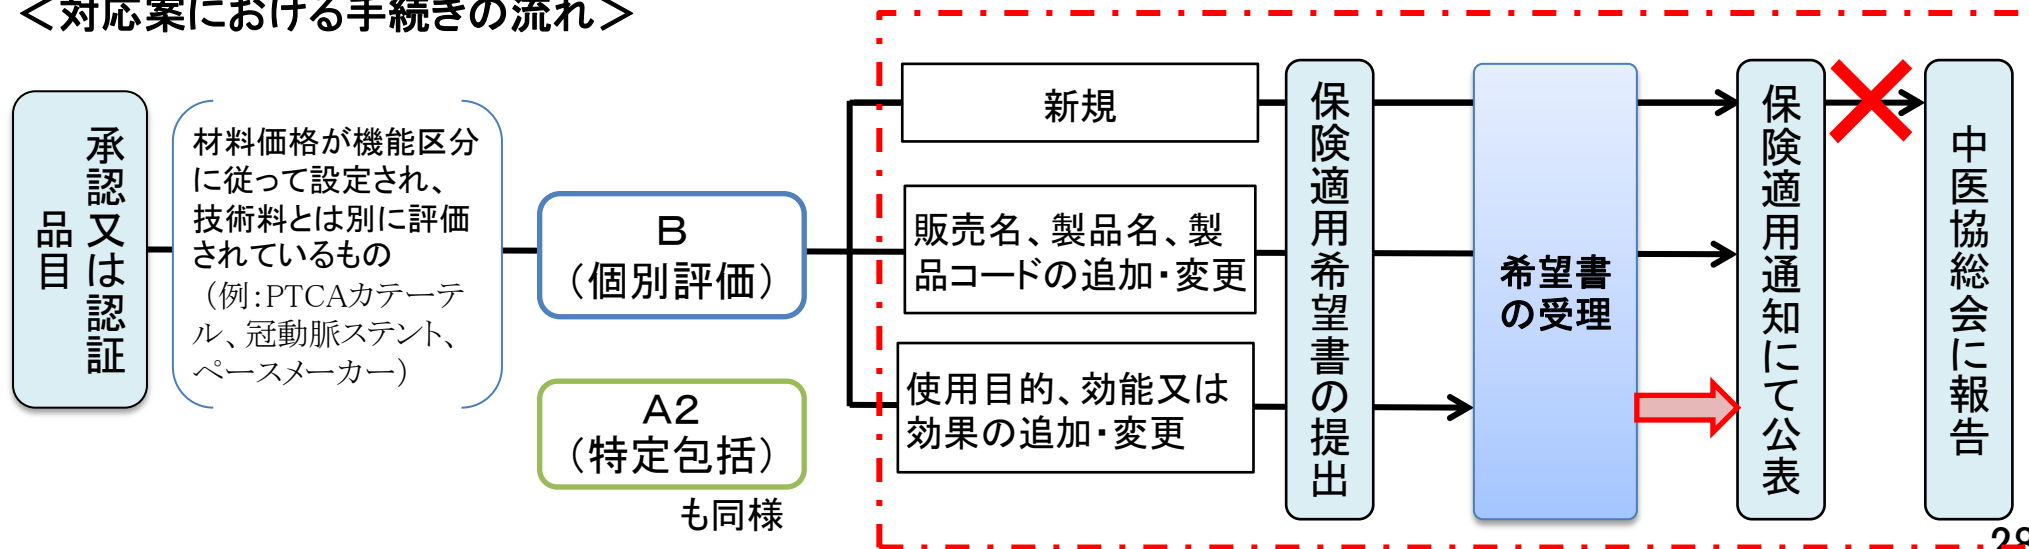 ＜対応案における手続きの流れ＞
承認又は認証
品目
材料価格が機能区分
に従って設定され、
技術料とは別に評価
されているもの
（例：PTCAカテーテ
ル、冠動脈ステント、
ペースメーカー）
B
（個別評価）
A2
（特定包括）
も同様
新規
販売名、製品名、製
品コードの追加・変更
使用目的、効能又は
効果の追加・変更
保険適用希望書の提出
希望書
の受理
保険適用通知にて公表
中医協総会に報告
28